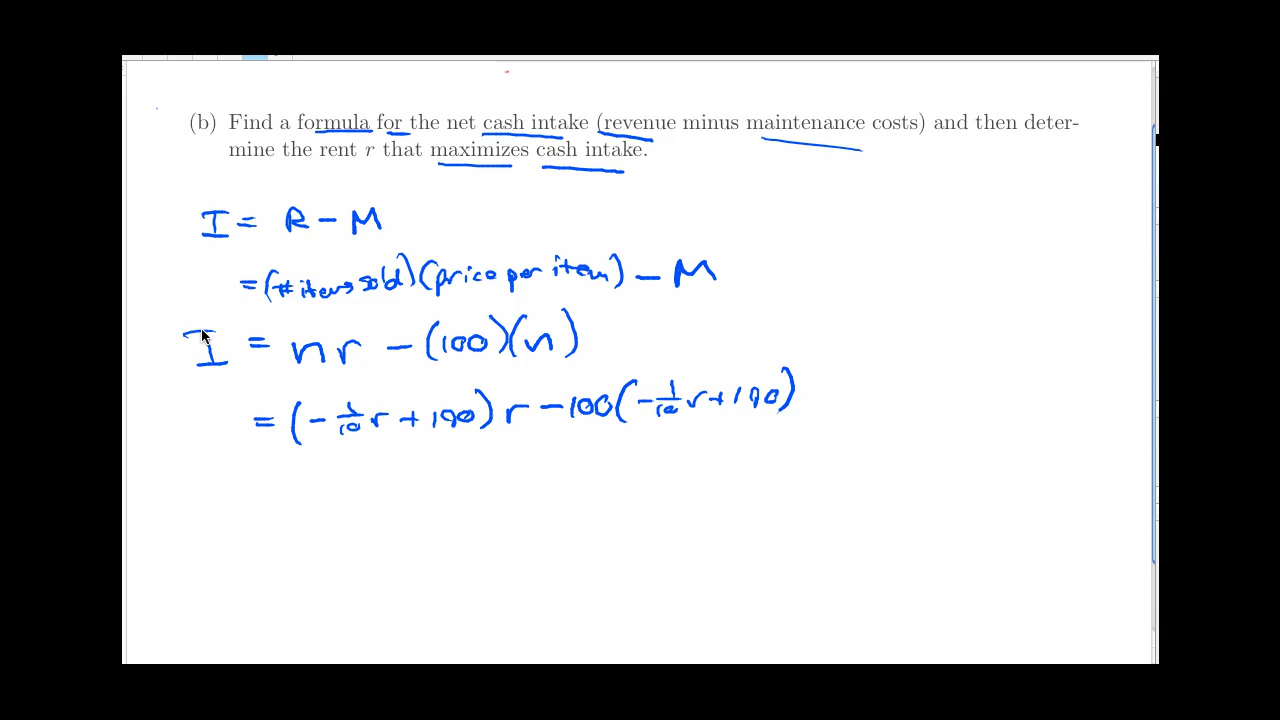 (b) Find a formula for the net cash intake (revenue minus maintenance costs) and then deter-
mine the rent r that maximizes cash intake.
I = R - M
= (# items sold)(price per item) - M
I = nr - (100)(n)
= (-1/10 r + 190) r - 100(-1/10 r + 190)